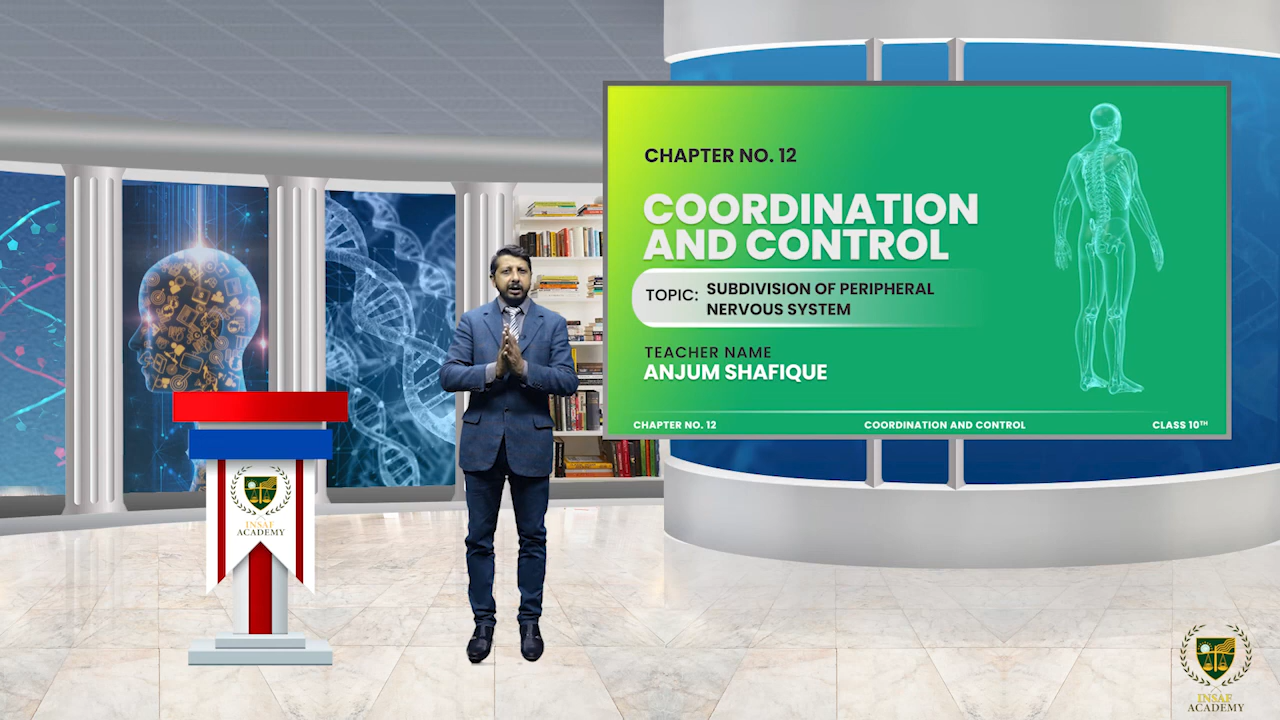 CHAPTER NO. 12
COORDINATION
AND CONTROL
TOPIC: SUBDIVISION OF PERIPHERAL
NERVOUS SYSTEM
TEACHER NAME
ANJUM SHAFIQUE
CHAPTER NO. 12 COORDINATION AND CONTROL CLASS 10TH
INSAF
ACADEMY
INSAF
ACADEMY